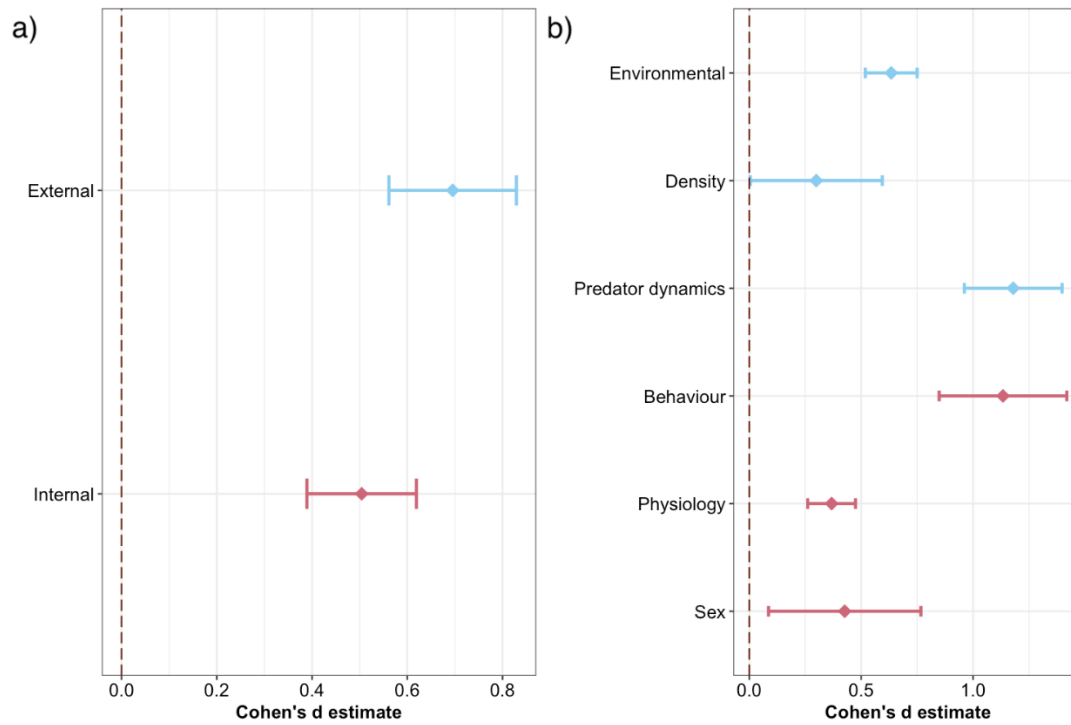 a)
External
Internal
0.0 0.2 0.4 0.6 0.8
Cohen's d estimate
b)
Environmental
Density
Predator dynamics
Behaviour
Physiology
Sex
0.0 0.5 1.0
Cohen's d estimate